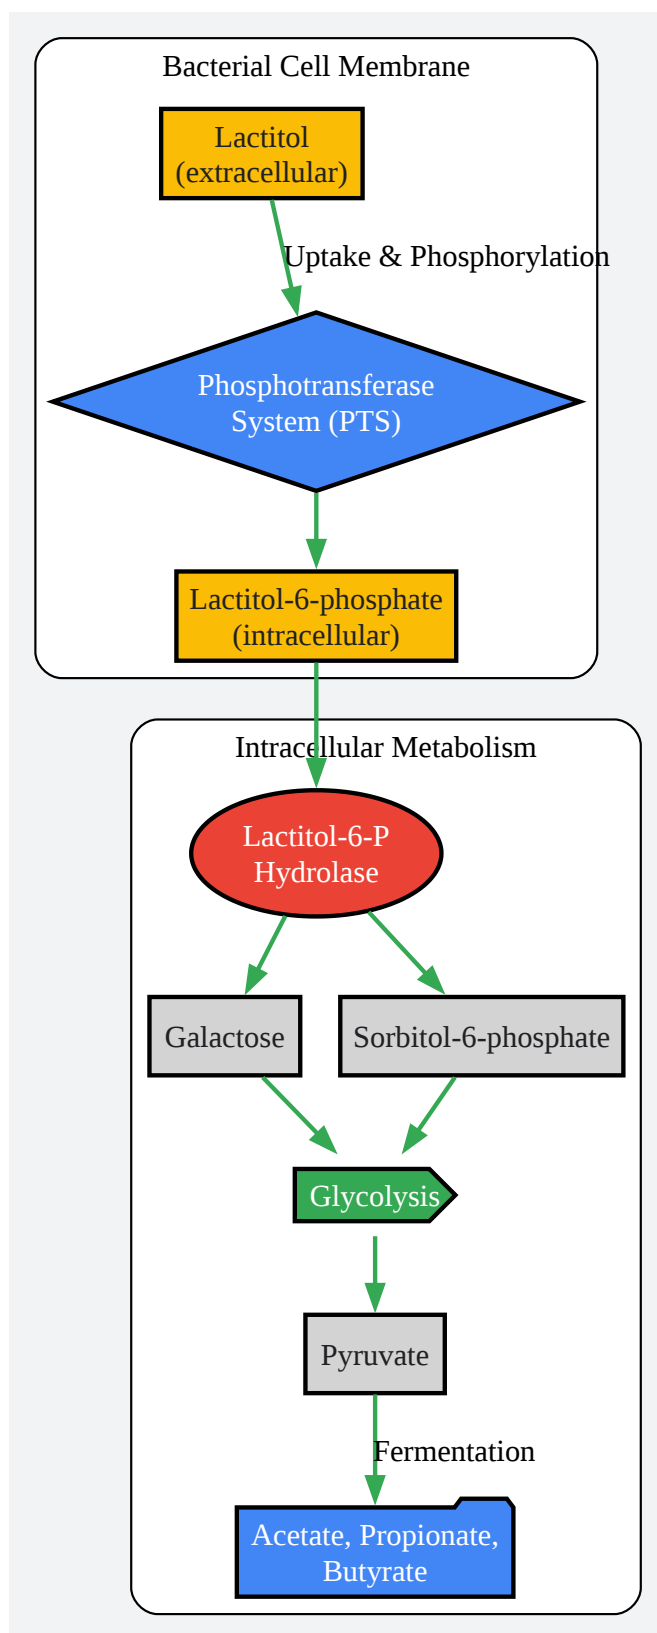 Bacterial Cell Membrane
Lactitol
(extracellular)
Uptake & Phosphorylation
Phosphotransferase
System (PTS)
Lactitol-6-phosphate
(intracellular)
Intracellular Metabolism
Lactitol-6-P
Hydrolase
Galactose
Sorbitol-6-phosphate
Glycolysis
Pyruvate
Fermentation
Acetate, Propionate,
Butyrate